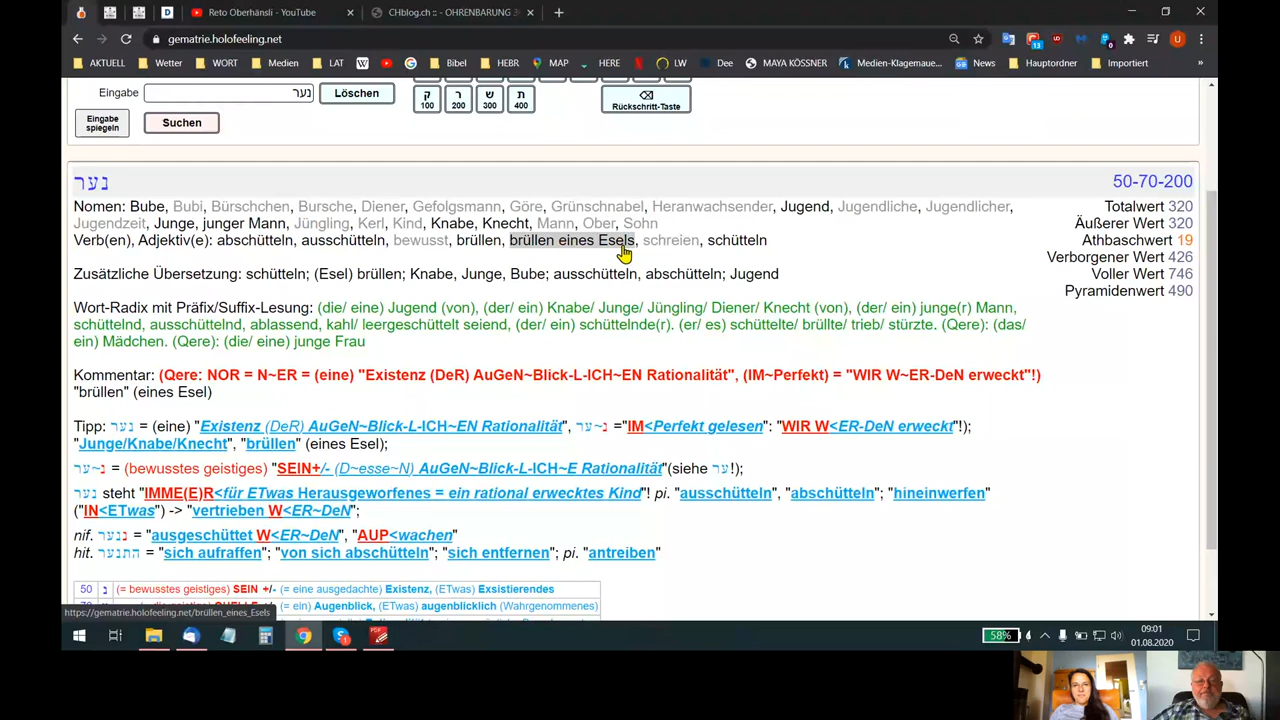 Reto Oberhänsli - YouTube × CHblog.ch :: - OHRENBARUNG × +
gematrie.holofeeling.net
AKTUELL Wetter WORT Medien LAT Bibel HEBR MAP HERE LW Dee MAYA KÖSSNER Medien-Klagemaue... News Hauptordner Importiert »
Eingabe נער Löschen
ק 100 ר 200 ש 300 ת 400 Rückschritt-Taste
Eingabe spiegeln Suchen
נער 50-70-200
Nomen: Bube, Bubi, Bürschchen, Bursche, Diener, Gefolgsmann, Göre, Grünschnabel, Heranwachsender, Jugend, Jugendliche, Jugendlicher,
Jugendzeit, Junge, junger Mann, Jüngling, Kerl, Kind, Knabe, Knecht, Mann, Ober, Sohn
Verb(en), Adjektiv(e): abschütteln, ausschütteln, bewusst, brüllen, brüllen eines Esels, schreien, schütteln
Totalwert 320
Äußerer Wert 320
Athbaschwert 19
Verborgener Wert 426
Voller Wert 746
Pyramidenwert 490
Zusätzliche Übersetzung: schütteln; (Esel) brüllen; Knabe, Junge, Bube; ausschütteln, abschütteln; Jugend
Wort-Radix mit Präfix/Suffix-Lesung: (die/ eine) Jugend (von), (der/ ein) Knabe/ Junge/ Jüngling/ Diener/ Knecht (von), (der/ ein) junge(r) Mann,
schüttelnd, ausschüttelnd, ablassend, kahl/ leergeschüttelt seiend, (der/ ein) schüttelnde(r). (er/ es) schüttelte/ brüllte/ trieb/ stürzte. (Qere): (das/
ein) Mädchen. (Qere): (die/ eine) junge Frau
Kommentar: (Qere: NOR = N~ER = (eine) "Existenz (DeR) AuGeN~Blick-L-ICH~EN Rationalität", (IM~Perfekt) = "WIR W~ER-DeN erweckt"!)
"brüllen" (eines Esel)
Tipp: נער = (eine) "Existenz (DeR) AuGeN~Blick-L-ICH~EN Rationalität", נ~ער ="IM<Perfekt gelesen": "WIR W<ER-DeN erweckt"!);
"Junge/Knabe/Knecht", "brüllen" (eines Esel);
נ~ער = (bewusstes geistiges) "SEIN+/- (D~esse~N) AuGeN~Blick-L-ICH~E Rationalität"(siehe ער!);
נער steht "IMME(E)R<für ETwas Herausgeworfenes = ein rational erwecktes Kind"! pi. "ausschütteln", "abschütteln"; "hineinwerfen"
("IN<ETwas") -> "vertrieben W<ER~DeN";
nif. ננער = "ausgeschüttet W<ER~DeN", "AUP<wachen"
hit. התנער = "sich aufraffen"; "von sich abschütteln"; "sich entfernen"; pi. "antreiben"
50 נ (= bewusstes geistiges) SEIN +/- (= eine ausgedachte) Existenz, (ETwas) Exsistierendes
(= ein) Augenblick, (ETwas) augenblicklich (Wahrgenommenes)
https://gematrie.holofeeling.net/brüllen_eines_Esels
58% 09:01
01.08.2020